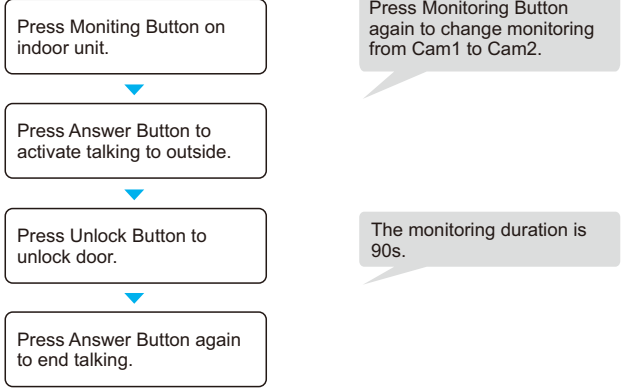 Press Moniting Button on
indoor unit.
Press Monitoring Button
again to change monitoring
from Cam1 to Cam2.
Press Answer Button to
activate talking to outside.
Press Unlock Button to
unlock door.
The monitoring duration is
90s.
Press Answer Button again
to end talking.